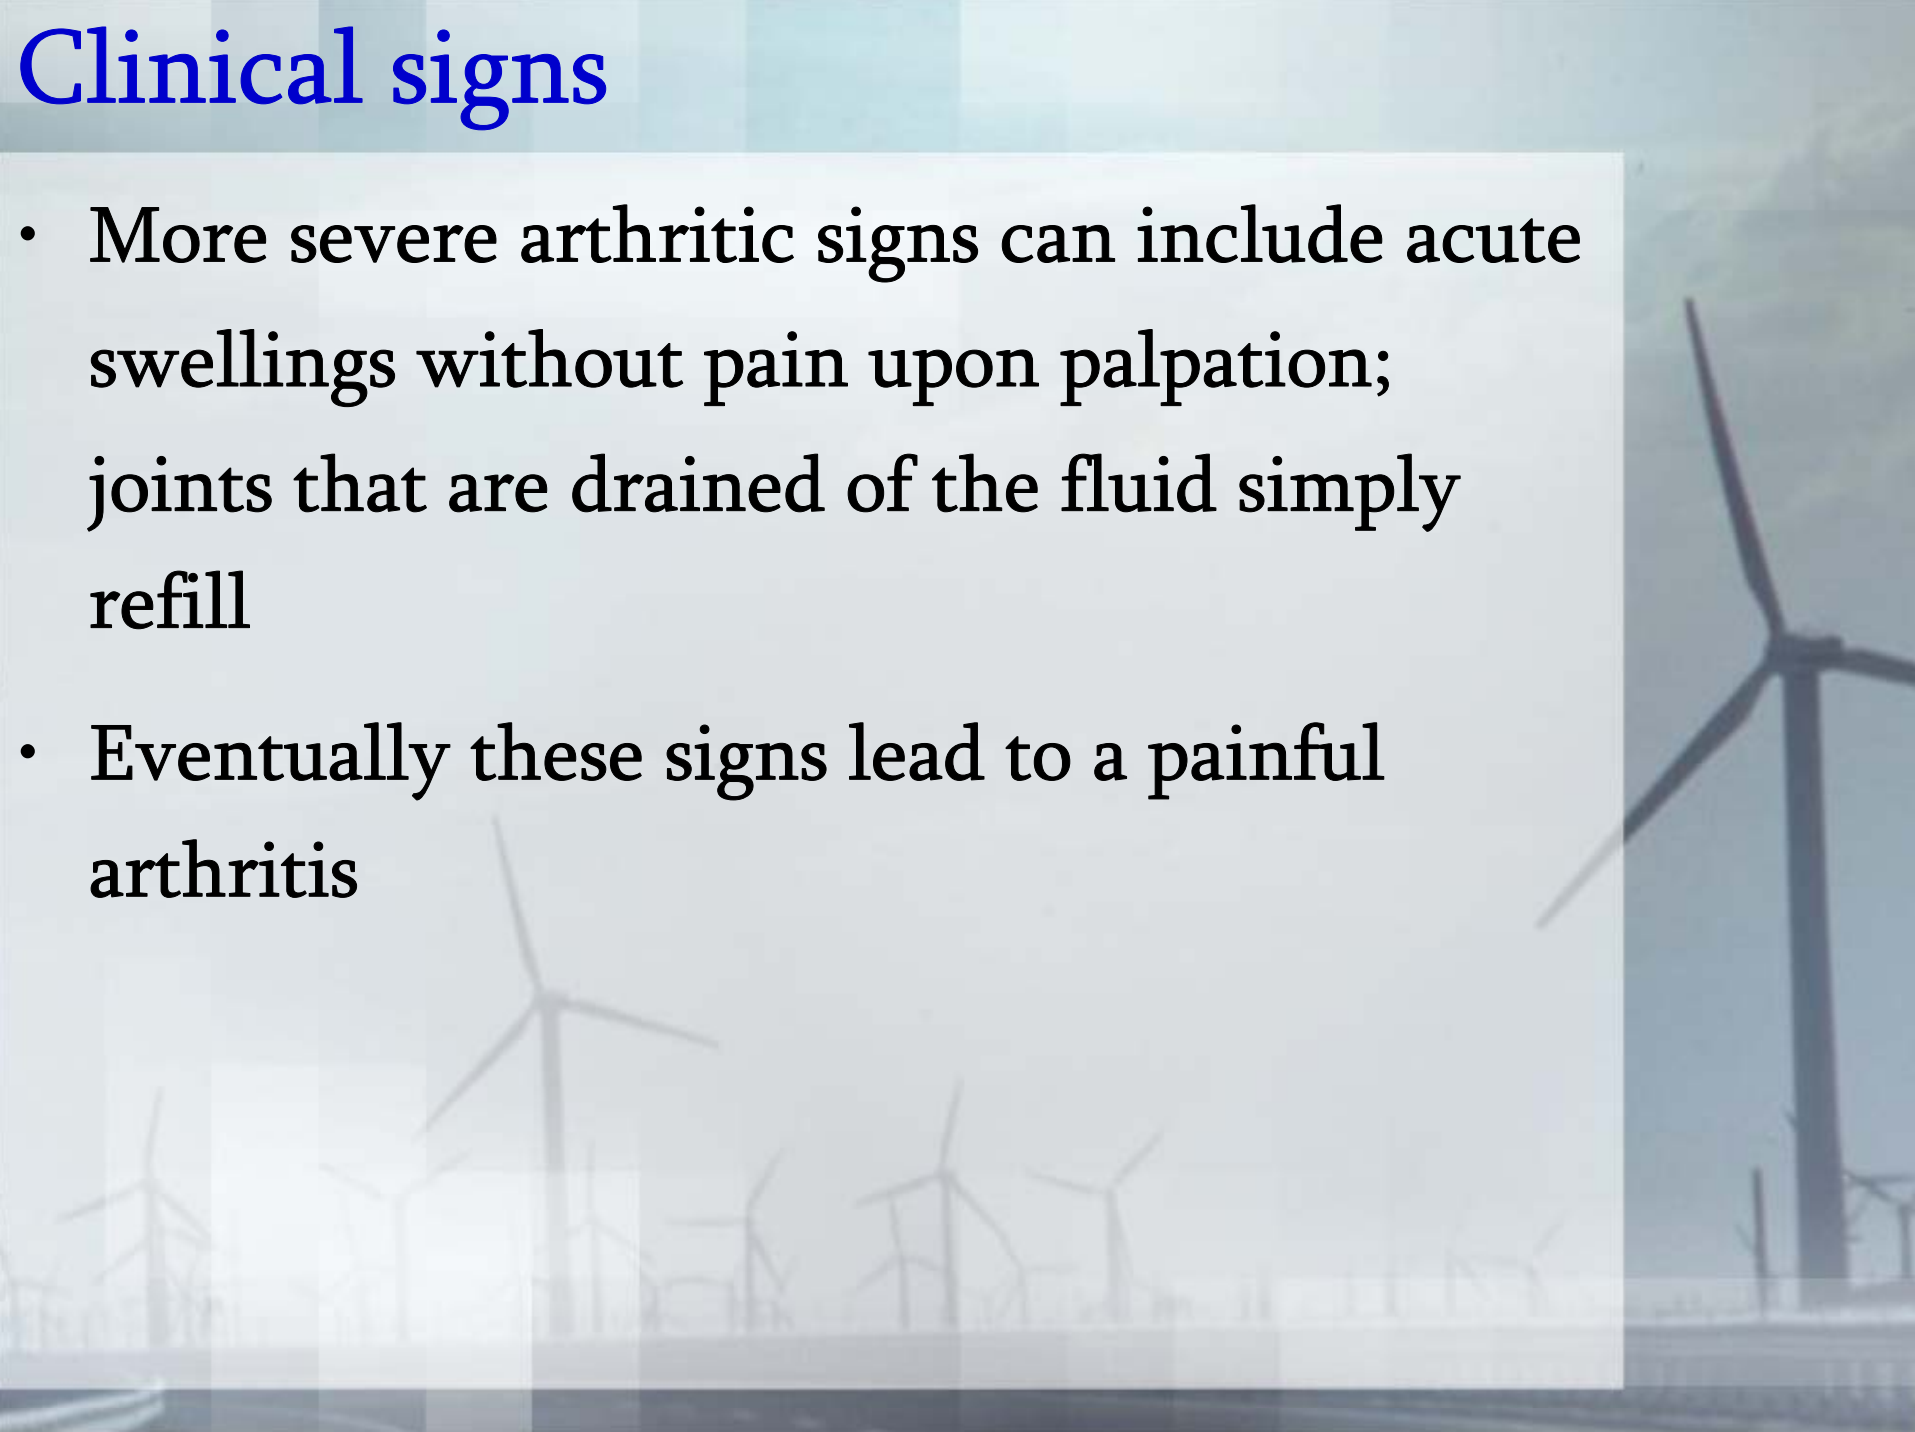 Clinical signs
• More severe arthritic signs can include acute
swellings without pain upon palpation;
joints that are drained of the fluid simply
refill
• Eventually these signs lead to a painful
arthritis